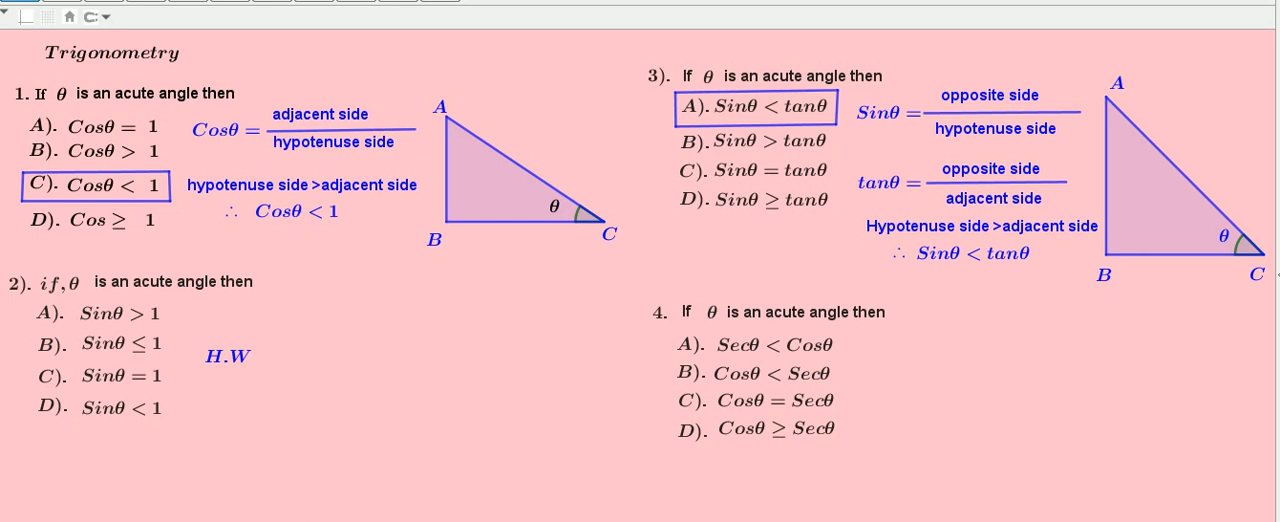 Trigonometry
1. If θ is an acute angle then
A). Cosθ = 1
B). Cosθ > 1
C). Cosθ < 1
D). Cos ≥ 1
Cosθ = adjacent side
hypotenuse side
hypotenuse side >adjacent side
∴ Cosθ < 1
A
B
C
θ
2). if, θ is an acute angle then
A). Sinθ > 1
B). Sinθ ≤ 1
C). Sinθ = 1
D). Sinθ < 1
H.W
3). If θ is an acute angle then
A). Sinθ < tanθ
B). Sinθ > tanθ
C). Sinθ = tanθ
D). Sinθ ≥ tanθ
Sinθ = opposite side
hypotenuse side
tanθ = opposite side
adjacent side
Hypotenuse side >adjacent side
∴ Sinθ < tanθ
A
B
C
θ
4. If θ is an acute angle then
A). Secθ < Cosθ
B). Cosθ < Secθ
C). Cosθ = Secθ
D). Cosθ ≥ Secθ